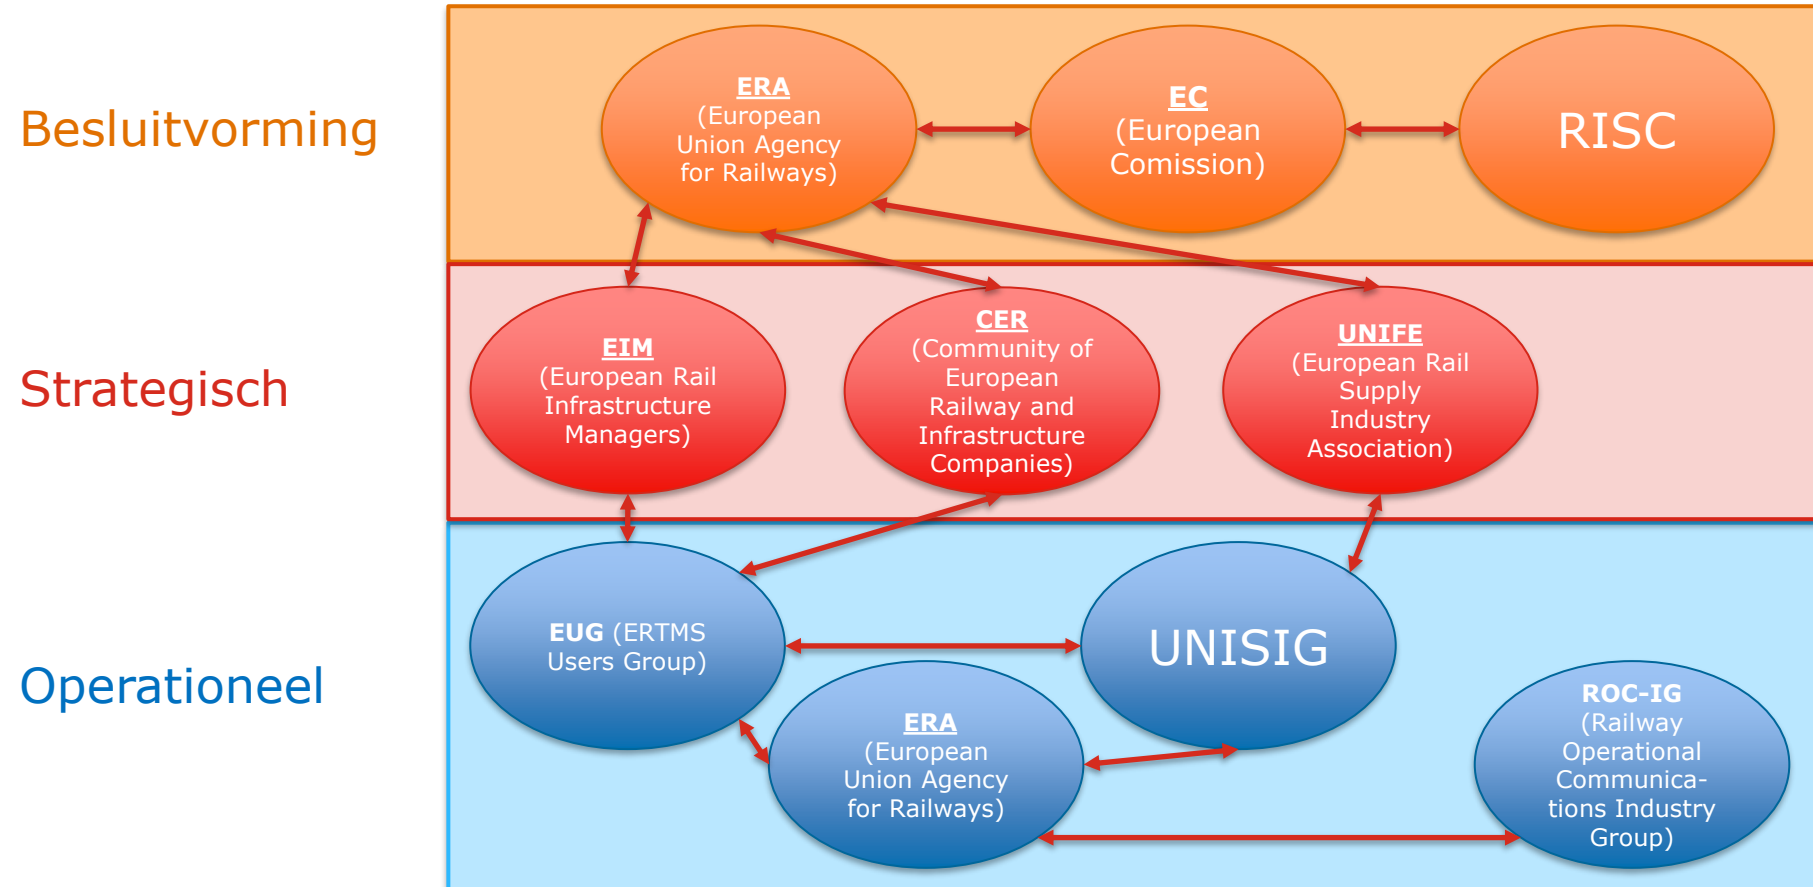 Besluitvorming
ERA
(European
Union Agency
for Railways)
EC
(European
Comission)
RISC
Strategisch
EIM
(European Rail
Infrastructure
Managers)
CER
(Community of
European
Railway and
Infrastructure
Companies)
UNIFE
(European Rail
Supply
Industry
Association)
Operationeel
EUG (ERTMS
Users Group)
UNISIG
ERA
(European
Union Agency
for Railways)
ROC-IG
(Railway
Operational
Communica-
tions Industry
Group)